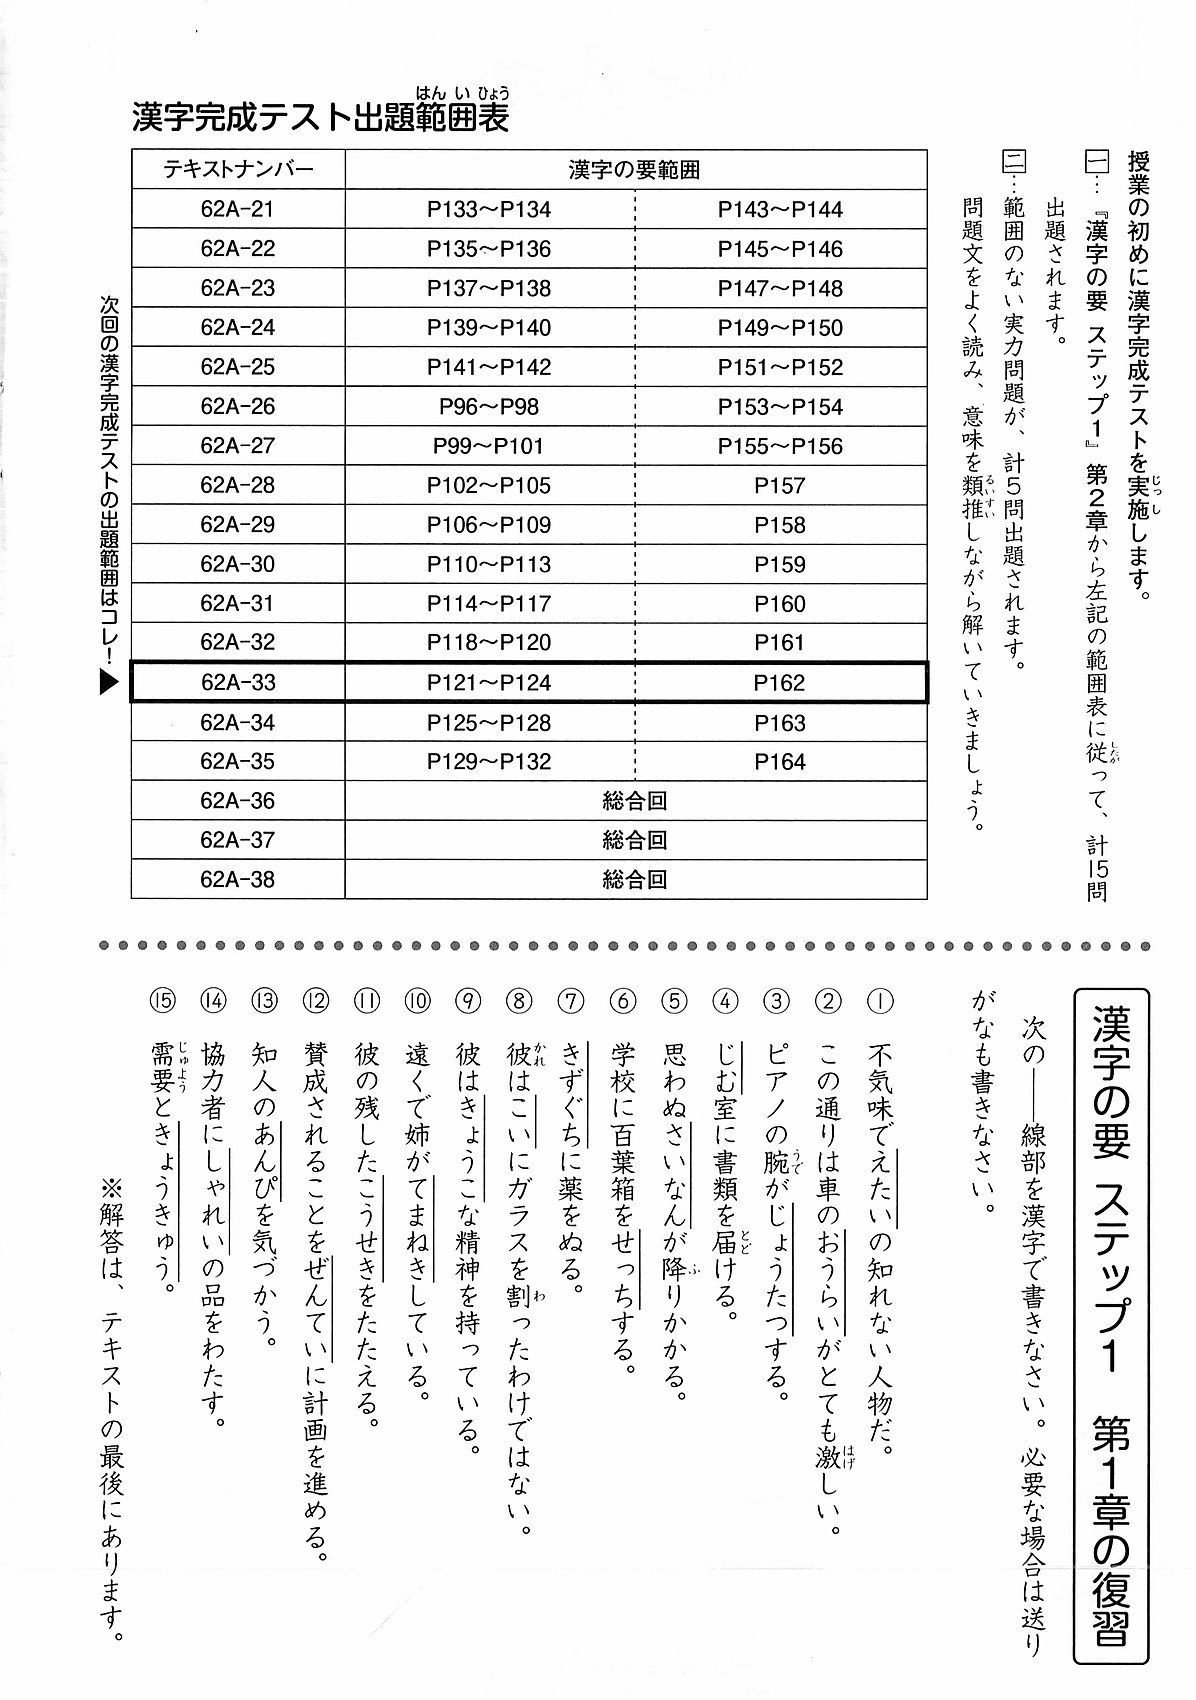 授業の初めに漢字完成テストを実施します。
じっし
一…『漢字の要 ステップ1』第2章から左記の範囲表に従って、計15問
したが
出題されます。
二…範囲のない実力問題が、計5問出題されます。
問題文をよく読み、意味を類推しながら解いていきましょう。
るいすい
漢字完成テスト出題範囲表
はんいひょう
テキストナンバー 漢字の要範囲
62A-21 P133〜P134 P143〜P144
62A-22 P135〜P136 P145〜P146
62A-23 P137〜P138 P147〜P148
62A-24 P139〜P140 P149〜P150
62A-25 P141〜P142 P151〜P152
62A-26 P96〜P98 P153〜P154
62A-27 P99〜P101 P155〜P156
62A-28 P102〜P105 P157
62A-29 P106〜P109 P158
62A-30 P110〜P113 P159
62A-31 P114〜P117 P160
62A-32 P118〜P120 P161
62A-33 P121〜P124 P162
62A-34 P125〜P128 P163
62A-35 P129〜P132 P164
62A-36 総合回
62A-37 総合回
62A-38 総合回
次回の漢字完成テストの出題範囲はコレ!▶
漢字の要 ステップ1 第1章の復習
次の――線部を漢字で書きなさい。必要な場合は送り
がなも書きなさい。
① 不気味でえたいの知れない人物だ。
② この通りは車のおうらいがとても激しい。
はげ
③ ピアノの腕がじょうたつする。
うで
④ じむ室に書類を届ける。
とど
⑤ 思わぬさいなんが降りかかる。
ふ
⑥ 学校に百葉箱をせっちする。
⑦ きずぐちに薬をぬる。
⑧ 彼はこいにガラスを割ったわけではない。
かれ わ
⑨ 彼はきょうこな精神を持っている。
⑩ 遠くで姉がてまねきしている。
⑪ 彼の残したこうせきをたたえる。
⑫ 賛成されることをぜんていに計画を進める。
⑬ 知人のあんぴを気づかう。
⑭ 協力者にしゃれいの品をわたす。
⑮ 需要ときょうきゅう。
じゅよう
※解答は、テキストの最後にあります。